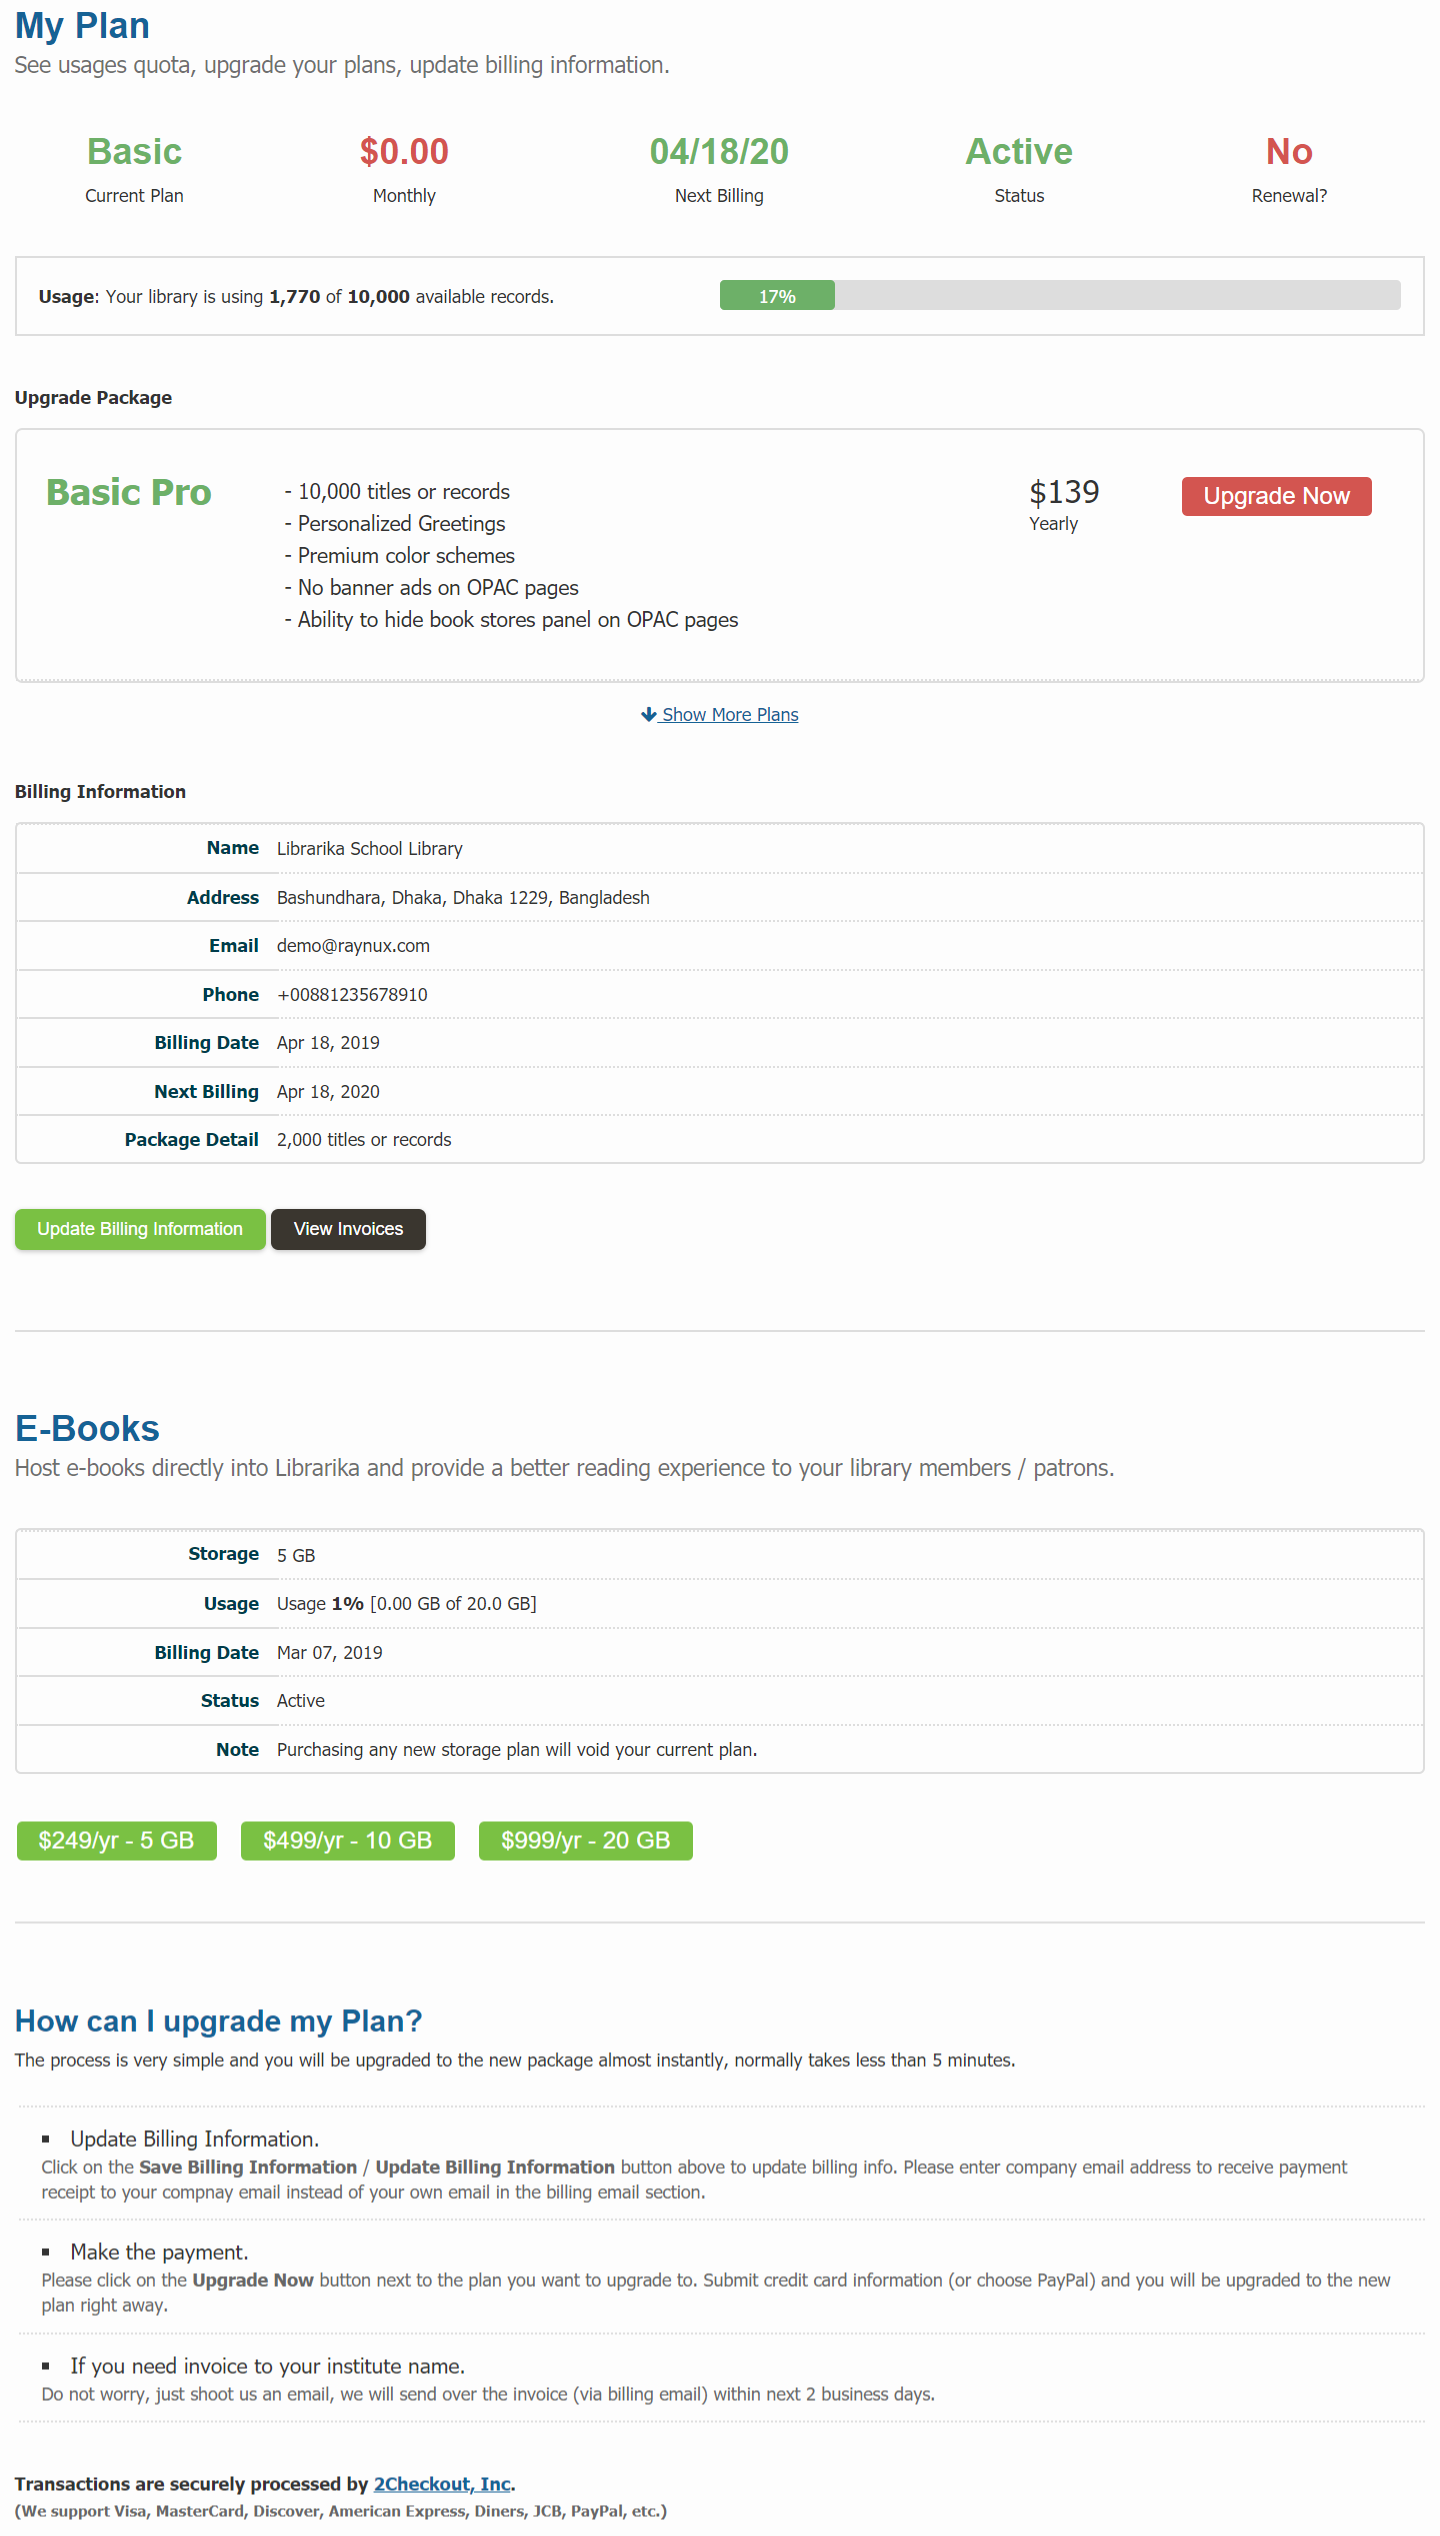 My Plan
See usages quota, upgrade your plans, update billing information.
Basic $0.00 04/18/20 Active No
Current Plan Monthly Next Billing Status Renewal?
Usage: Your library is using 1,770 of 10,000 available records. 17%
Upgrade Package
Basic Pro - 10,000 titles or records $139 Upgrade Now
- Personalized Greetings Yearly
- Premium color schemes
- No banner ads on OPAC pages
- Ability to hide book stores panel on OPAC pages
Show More Plans
Billing Information
Name Librarika School Library
Address Bashundhara, Dhaka, Dhaka 1229, Bangladesh
Email demo@raynux.com
Phone +00881235678910
Billing Date Apr 18, 2019
Next Billing Apr 18, 2020
Package Detail 2,000 titles or records
Update Billing Information View Invoices
E-Books
Host e-books directly into Librarika and provide a better reading experience to your library members / patrons.
Storage 5 GB
Usage Usage 1% [0.00 GB of 20.0 GB]
Billing Date Mar 07, 2019
Status Active
Note Purchasing any new storage plan will void your current plan.
$249/yr - 5 GB $499/yr - 10 GB $999/yr - 20 GB
How can I upgrade my Plan?
The process is very simple and you will be upgraded to the new package almost instantly, normally takes less than 5 minutes.
▪ Update Billing Information.
Click on the Save Billing Information / Update Billing Information button above to update billing info. Please enter company email address to receive payment
receipt to your compnay email instead of your own email in the billing email section.
▪ Make the payment.
Please click on the Upgrade Now button next to the plan you want to upgrade to. Submit credit card information (or choose PayPal) and you will be upgraded to the new
plan right away.
▪ If you need invoice to your institute name.
Do not worry, just shoot us an email, we will send over the invoice (via billing email) within next 2 business days.
Transactions are securely processed by 2Checkout, Inc.
(We support Visa, MasterCard, Discover, American Express, Diners, JCB, PayPal, etc.)